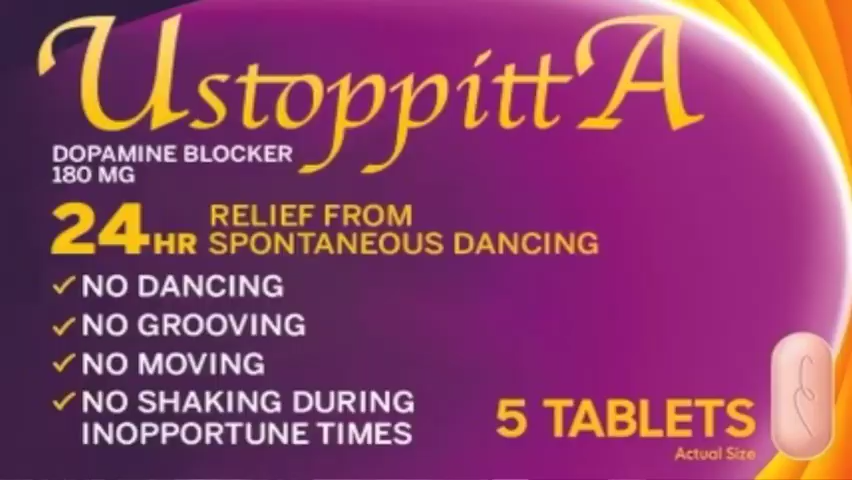 UstoppittA
DOPAMINE BLOCKER
180 MG
24HR RELIEF FROM
SPONTANEOUS DANCING
NO DANCING
NO GROOVING
NO MOVING
NO SHAKING DURING
INOPPORTUNE TIMES
5 TABLETS
Actual Size